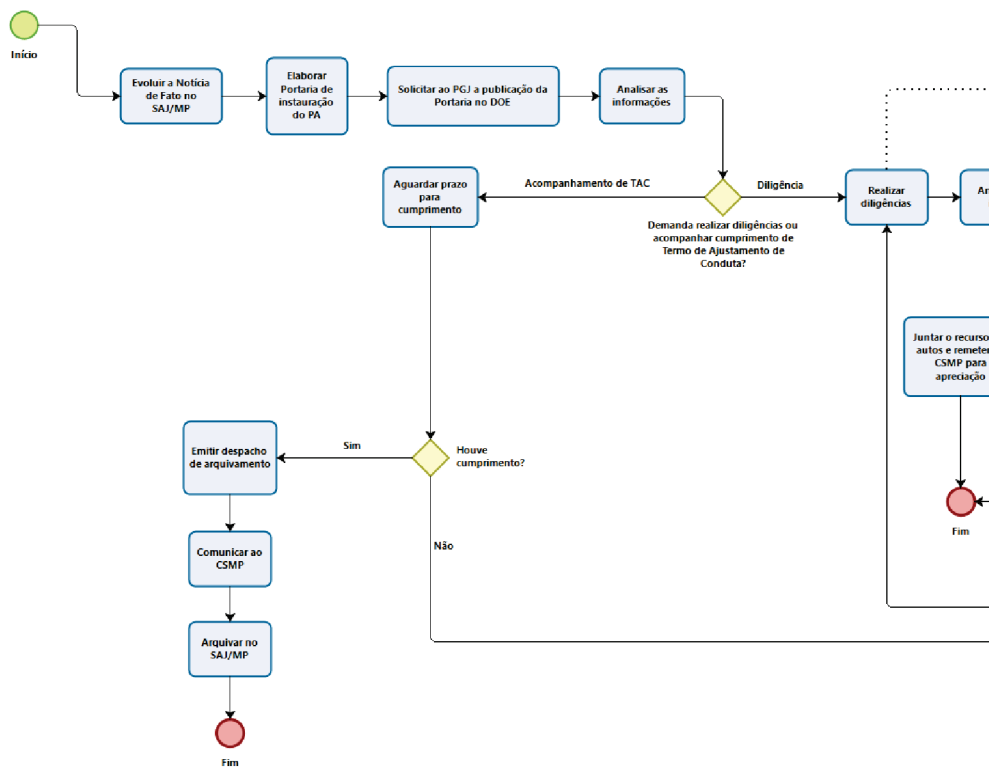 Início
Evoluir a Notícia
de Fato no
SAJ/MP
Elaborar
Portaria de
instauração
do PA
Solicitar ao PGJ a publicação da
Portaria no DOE
Analisar as
informações
Aguardar prazo
para
cumprimento
Acompanhamento de TAC
Diligência
Demanda realizar diligências ou
acompanhar cumprimento de
Termo de Ajustamento de
Conduta?
Realizar
diligências
Juntar o recurso
autos e remeter
CSMP para
apreciação
Fim
Houve
cumprimento?
Sim
Não
Emitir despacho
de arquivamento
Comunicar ao
CSMP
Arquivar no
SAJ/MP
Fim